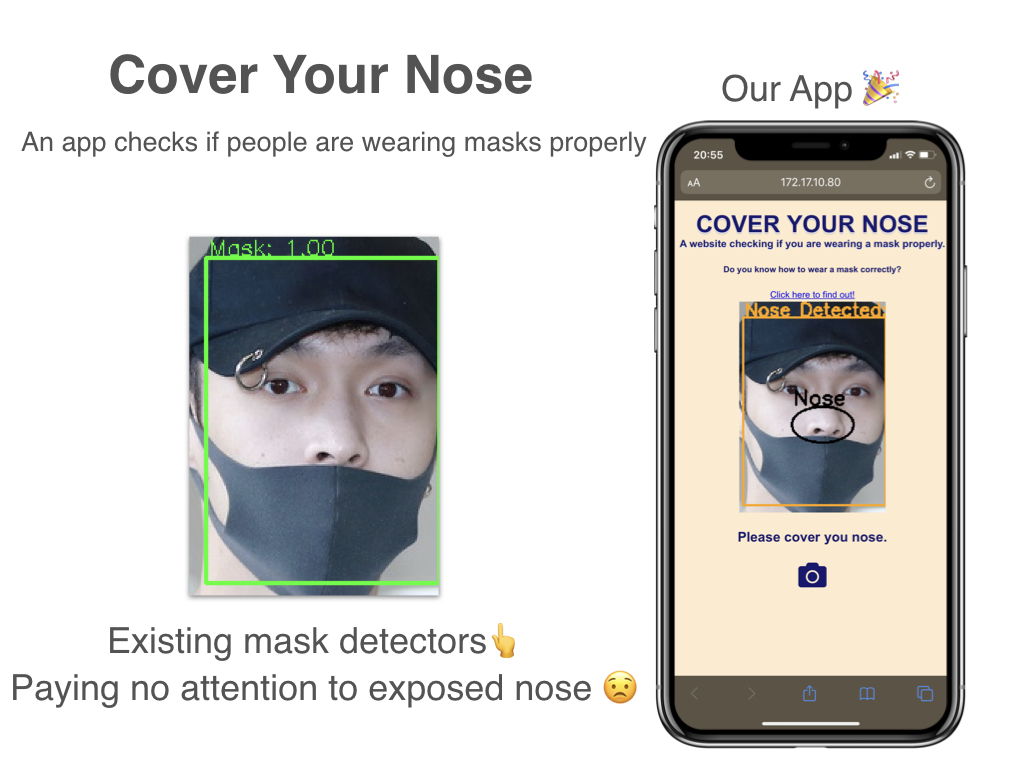 Cover Your Nose
An app checks if people are wearing masks properly
Mask: 1.00
Existing mask detectors👆
Paying no attention to exposed nose 😟
Our App 🎉
20:55
AA
172.17.10.80
COVER YOUR NOSE
A website checking if you are wearing a mask properly.
Do you know how to wear a mask correctly?
Click here to find out!
Nose Detected
Nose
Please cover you nose.